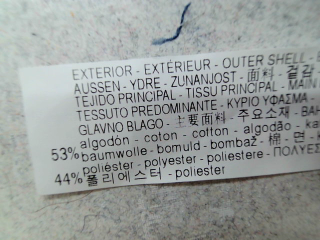 EXTERIOR - EXTÉRIEUR - OUTER SHELL -
AUSSEN - YDRE - ZUNANJOST - 面料 - 겉감 -
TEJIDO PRINCIPAL - TISSU PRINCIPAL - MAIN
TESSUTO PREDOMINANTE - ΚΥΡΙΟ ΥΦΑΣΜΑ -
GLAVNO BLAGO - 主要面料 - 주요소재 -
algodón - coton - cotton - algodão -
53% baumwolle - bomuld - bombaž - 棉 - 면 -
poliéster - polyester - poliestere -
44% 폴리에스터 - poliester